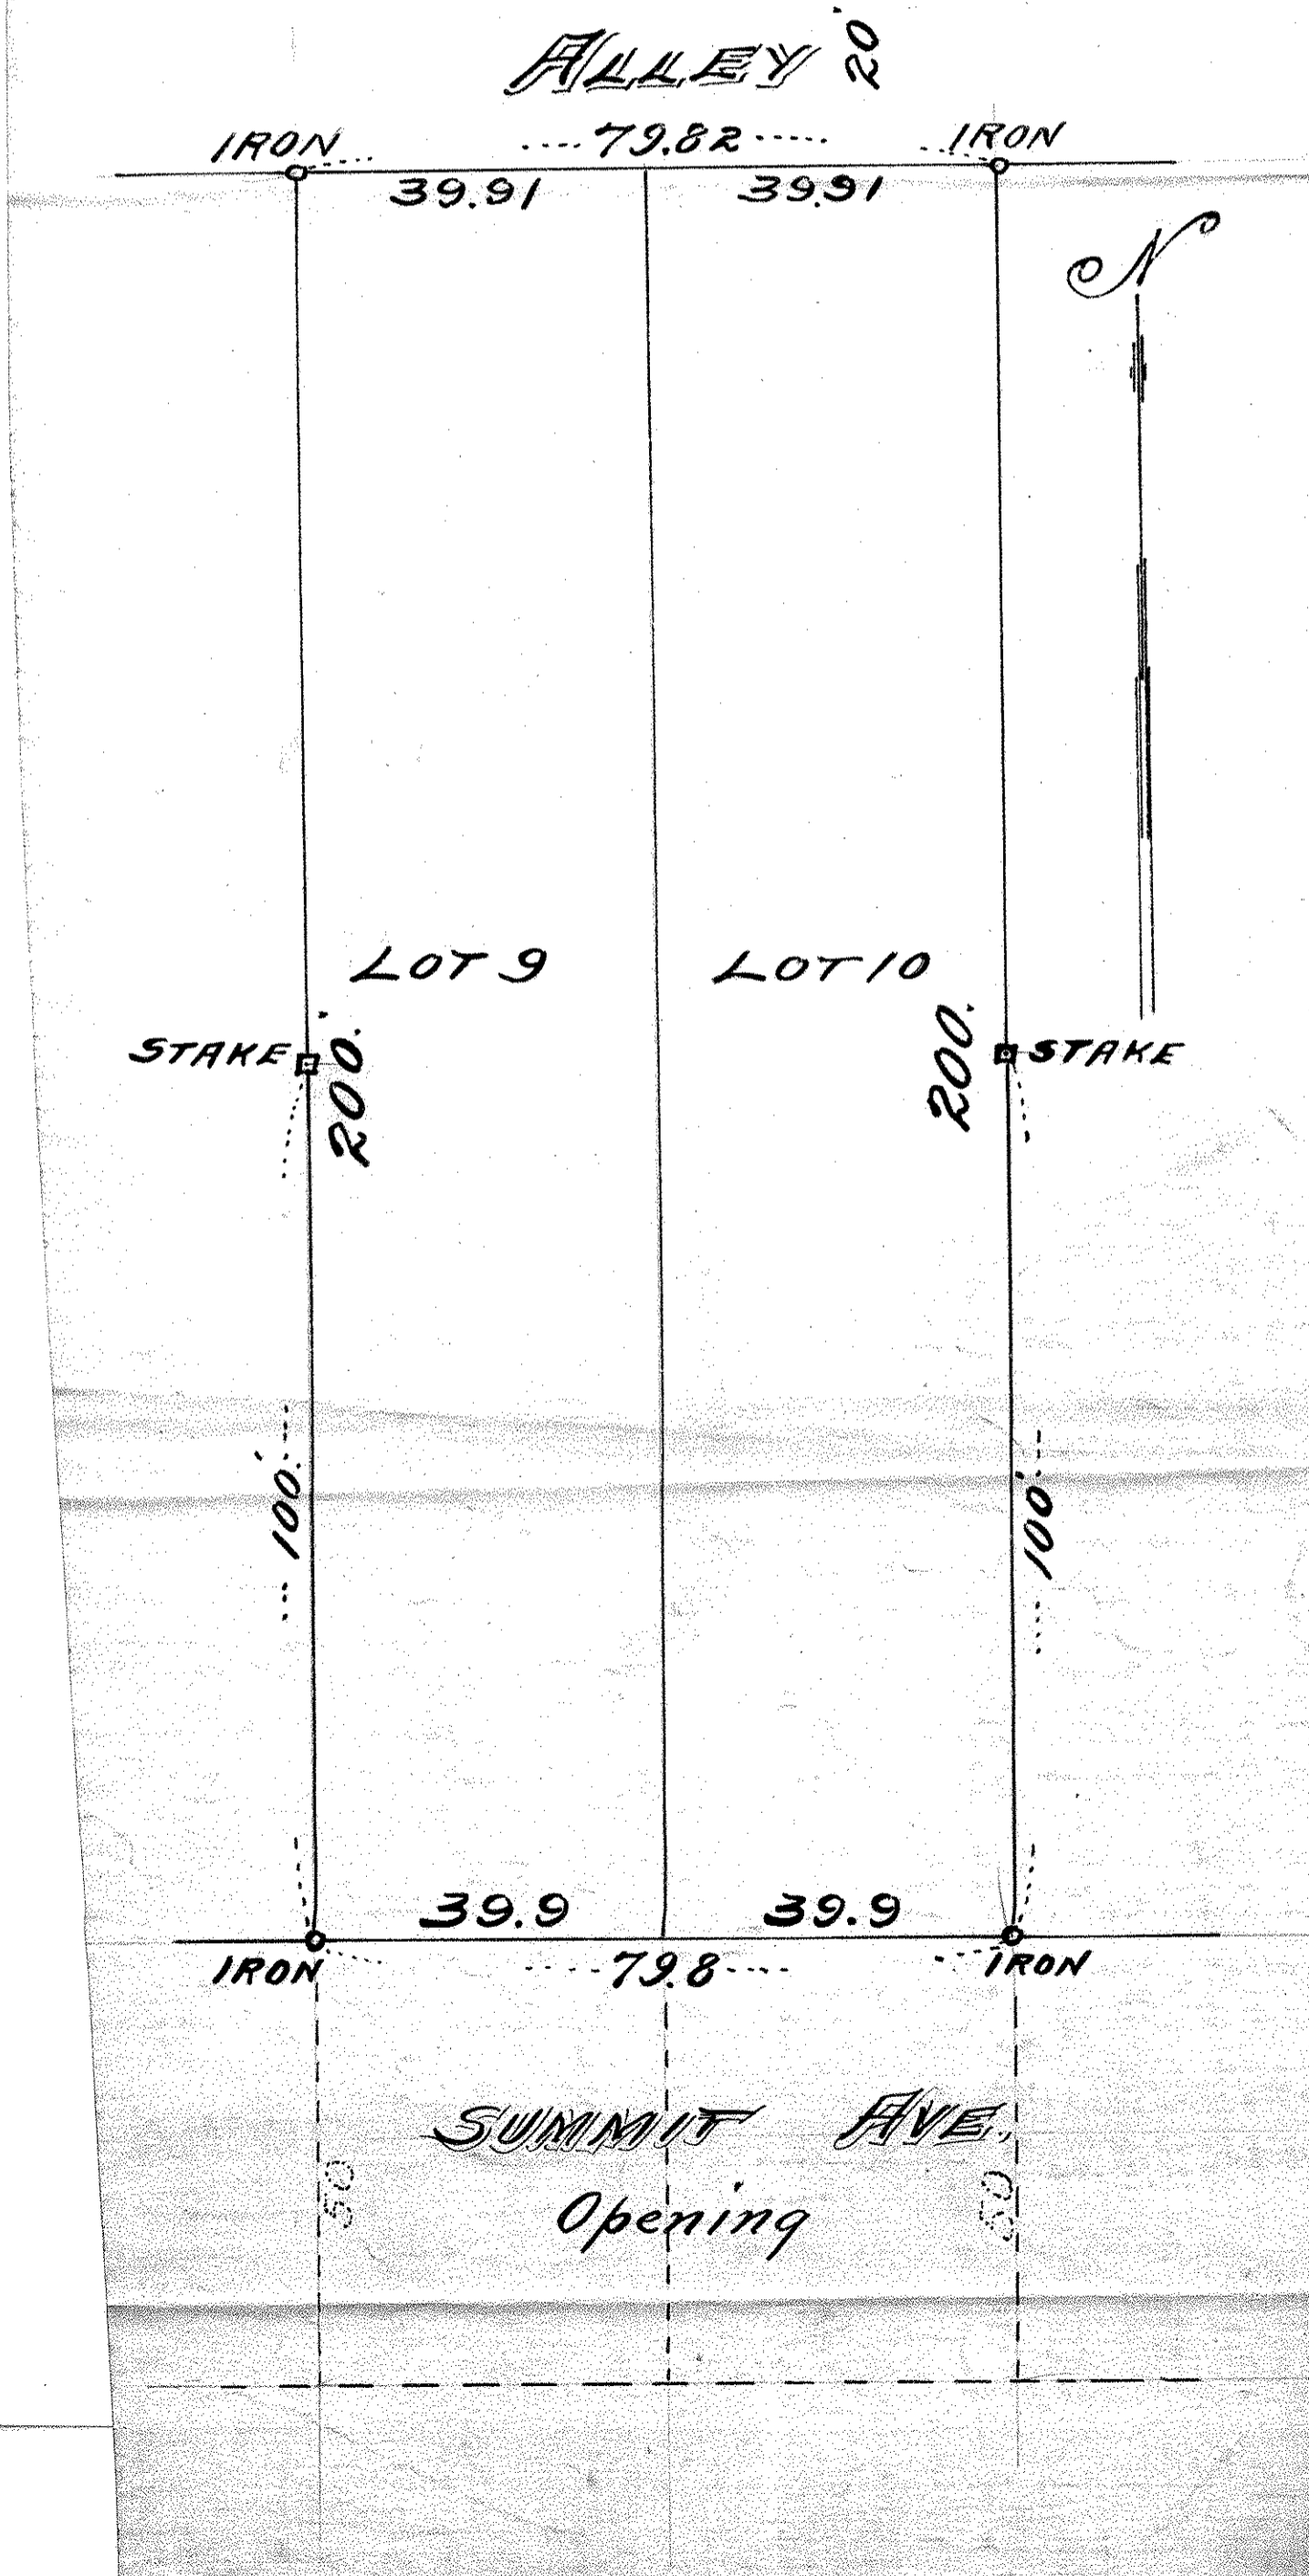 ALLEY 20'
IRON 79.82 IRON
39.91 39.91
N
LOT 9 LOT 10
STAKE STAKE
200.' 200.'
100.' 100.'
39.9 39.9
IRON 79.8 IRON
SUMMIT AVE.
50 50
Opening